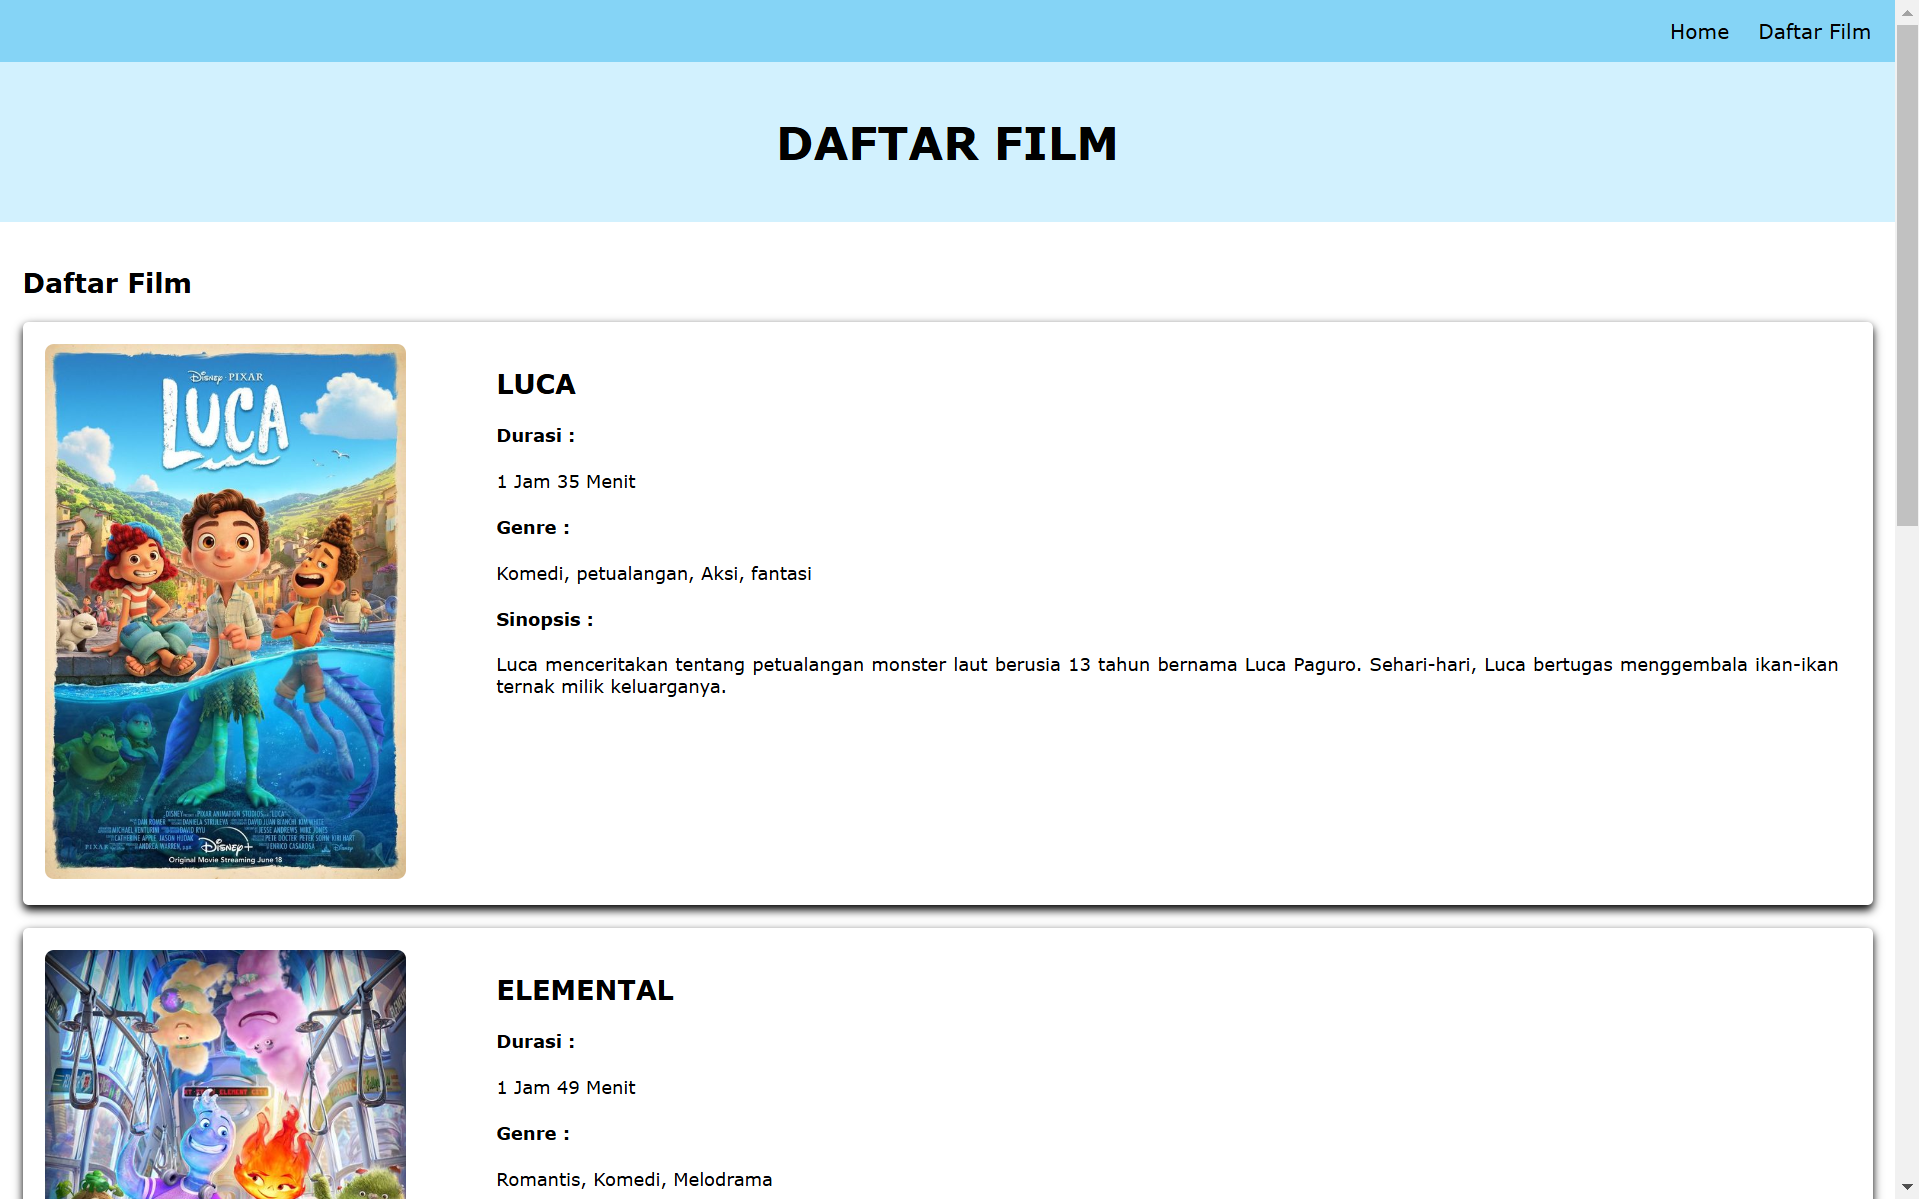 Home Daftar Film
DAFTAR FILM
Daftar Film
Disney PIXAR
LUCA
Disney+
Original Movie Streaming June 18
LUCA
Durasi :
1 Jam 35 Menit
Genre :
Komedi, petualangan, Aksi, fantasi
Sinopsis :
Luca menceritakan tentang petualangan monster laut berusia 13 tahun bernama Luca Paguro. Sehari-hari, Luca bertugas menggembala ikan-ikan
ternak milik keluarganya.
ELEMENTAL
Durasi :
1 Jam 49 Menit
Genre :
Romantis, Komedi, Melodrama